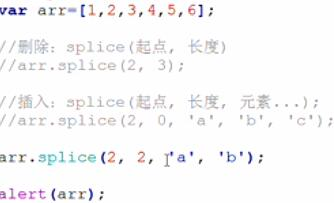 var arr=[1,2,3,4,5,6];
//删除：splice(起点, 长度)
//arr.splice(2, 3);
//插入：splice(起点, 长度, 元素...);
//arr.splice(2, 0, 'a', 'b', 'c');
arr.splice(2, 2, 'a', 'b');
alert(arr);